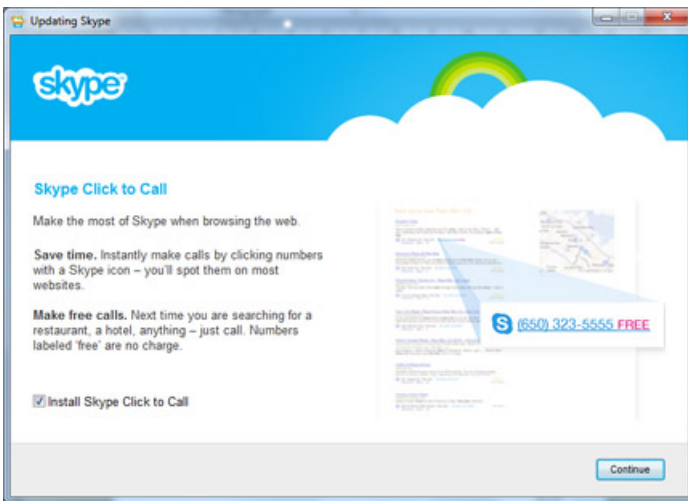 Updating Skype
skype
Skype Click to Call
Make the most of Skype when browsing the web.
Save time. Instantly make calls by clicking numbers
with a Skype icon – you'll spot them on most
websites.
Make free calls. Next time you are searching for a
restaurant, a hotel, anything – just call. Numbers
labeled 'free' are no charge.
(650) 323-5555 FREE
Install Skype Click to Call
Continue